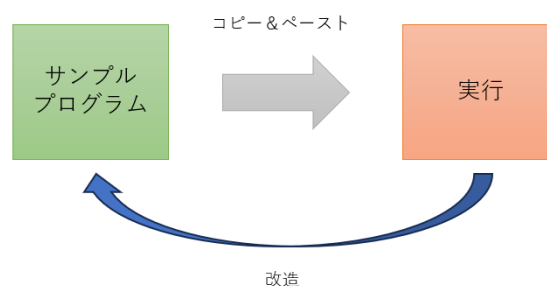 コピー＆ペースト
サンプル
プログラム
実行
改造